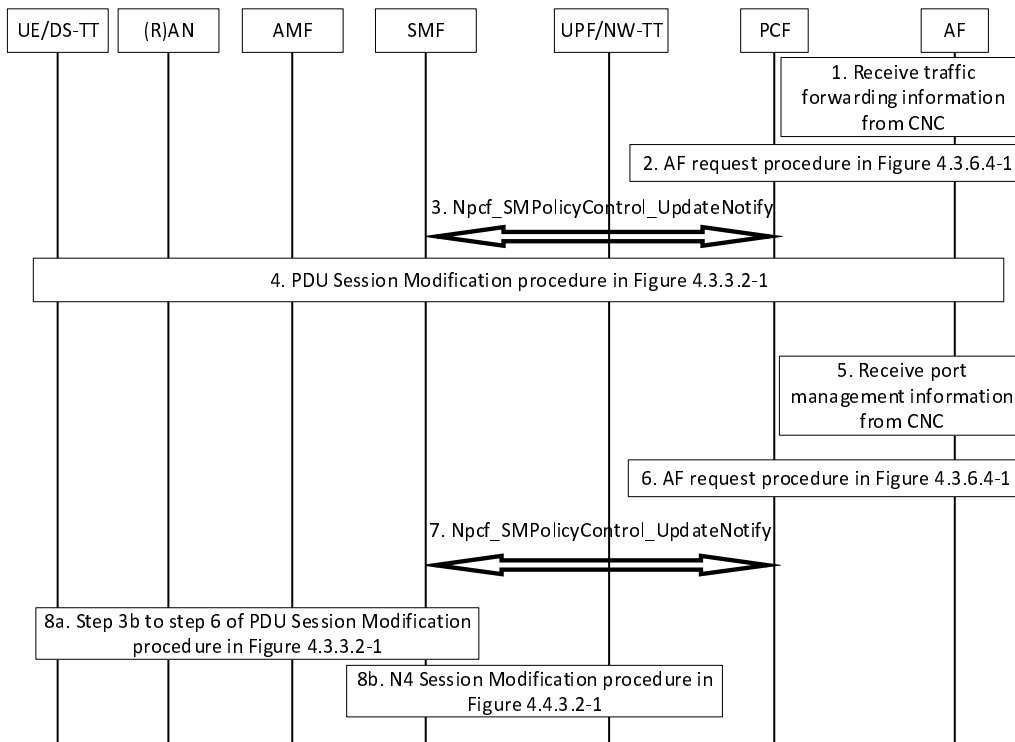 UE/DS-TT
(R)AN
AMF
SMF
UPF/NW-TT
PCF
AF
1. Receive traffic
forwarding information
from CNC
2. AF request procedure in Figure 4.3.6.4-1
3. Npcf_SMPolicyControl_UpdateNotify
4. PDU Session Modification procedure in Figure 4.3.3.2-1
5. Receive port
management information
from CNC
6. AF request procedure in Figure 4.3.6.4-1
7. Npcf_SMPolicyControl_UpdateNotify
8a. Step 3b to step 6 of PDU Session Modification
procedure in Figure 4.3.3.2-1
8b. N4 Session Modification procedure in
Figure 4.4.3.2-1